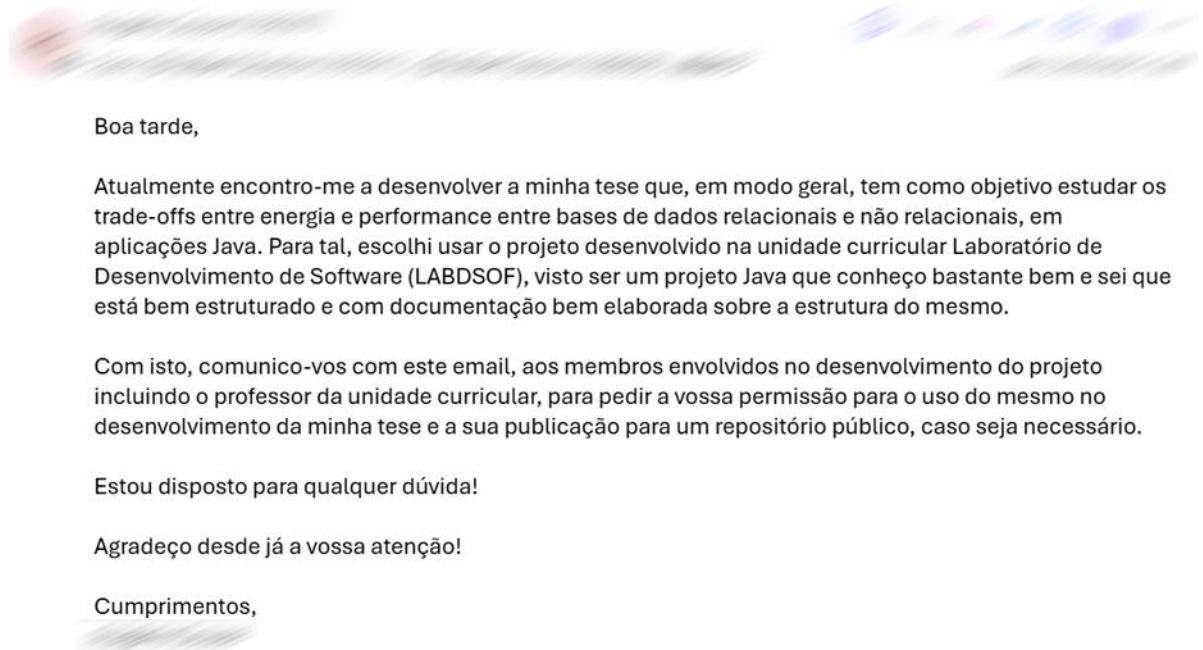 Boa tarde,
Atualmente encontro-me a desenvolver a minha tese que, em modo geral, tem como objetivo estudar os
trade-offs entre energia e performance entre bases de dados relacionais e não relacionais, em
aplicações Java. Para tal, escolhi usar o projeto desenvolvido na unidade curricular Laboratório de
Desenvolvimento de Software (LABDSOF), visto ser um projeto Java que conheço bastante bem e sei que
está bem estruturado e com documentação bem elaborada sobre a estrutura do mesmo.
Com isto, comunico-vos com este email, aos membros envolvidos no desenvolvimento do projeto
incluindo o professor da unidade curricular, para pedir a vossa permissão para o uso do mesmo no
desenvolvimento da minha tese e a sua publicação para um repositório público, caso seja necessário.
Estou disposto para qualquer dúvida!
Agradeço desde já a vossa atenção!
Cumprimentos,